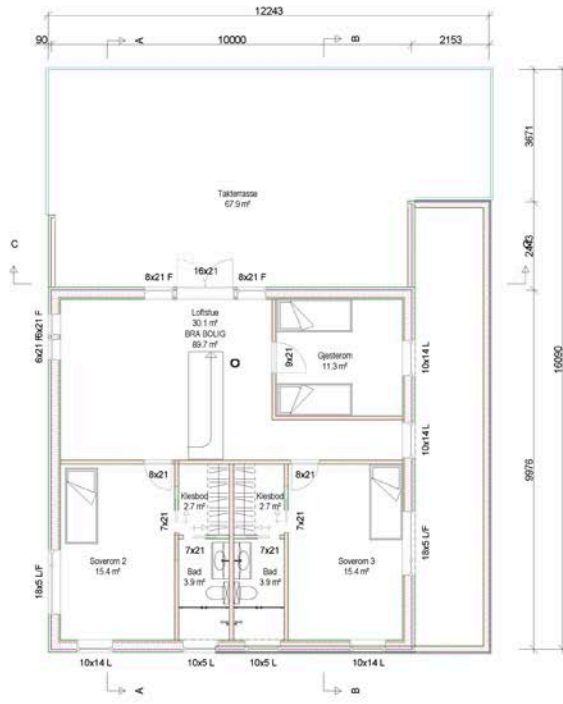 12243
90
A
10000
B
2153
3671
Takterrasse
67.9 m²
C
2443
16x21
8x21 F
8x21 F
Loftstue
30.1 m²
BRA BOLIG
89.7 m²
6x21 F
6x21 F
9x21
Gjesterom
11.3 m²
10x14 L
16090
10x14 L
9976
8x21
8x21
Klesbod
2.7 m²
Klesbod
2.7 m²
7x21
7x21
7x21
7x21
Soverom 2
15.4 m²
Bad
3.9 m²
Bad
3.9 m²
Soverom 3
15.4 m²
18x5 L/F
18x5 L/F
10x14 L
10x5 L
10x5 L
10x14 L
A
B